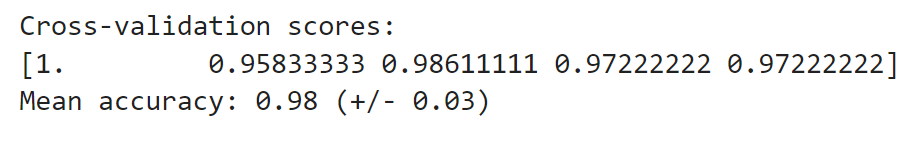 Cross-validation scores:
[1.         0.95833333 0.98611111 0.97222222 0.97222222]
Mean accuracy: 0.98 (+/- 0.03)